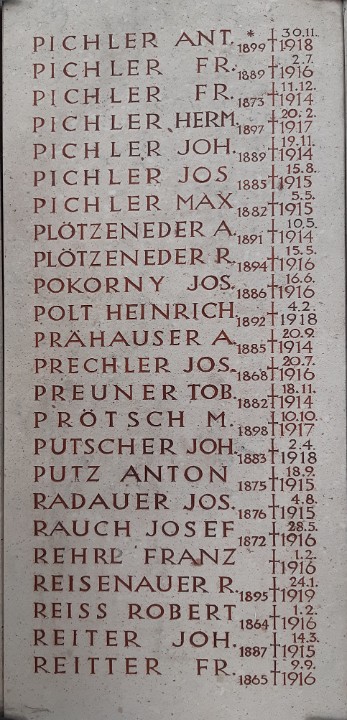 PICHLER ANT. * 1899 † 30.11. 1918
PICHLER FR. 1889 † 2.7. 1916
PICHLER FR. 1873 † 11.12. 1914
PICHLER HERM. 1897 † 20.2. 1917
PICHLER JOH. 1889 † 19.11. 1914
PICHLER JOS 1885 † 15.8. 1915
PICHLER MAX 1882 † 5.5. 1915
PLÖTZENEDER A. 1891 † 10.5. 1914
PLÖTZENEDER R. 1894 † 15.5. 1916
POKORNY JOS. 1886 † 16.6. 1916
POLT HEINRICH 1892 † 4.2. 1918
PRÄHAUSER A. 1885 † 20.9. 1914
PRECHLER JOS. 1868 † 20.7. 1916
PREUNER TOB. 1882 † 18.11. 1914
PRÖTSCH M. 1898 † 10.10. 1917
PUTSCHER JOH. 1883 † 2.4. 1918
PUTZ ANTON 1875 † 18.9. 1915
RADAUER JOS. 1876 † 4.8. 1915
RAUCH JOSEF 1872 † 28.5. 1916
REHRL FRANZ † 1.2. 1916
REISENAUER R. 1895 † 24.1. 1919
REISS ROBERT 1864 † 1.2. 1916
REITER JOH. 1887 † 14.3. 1915
REITTER FR. 1865 † 9.9. 1916